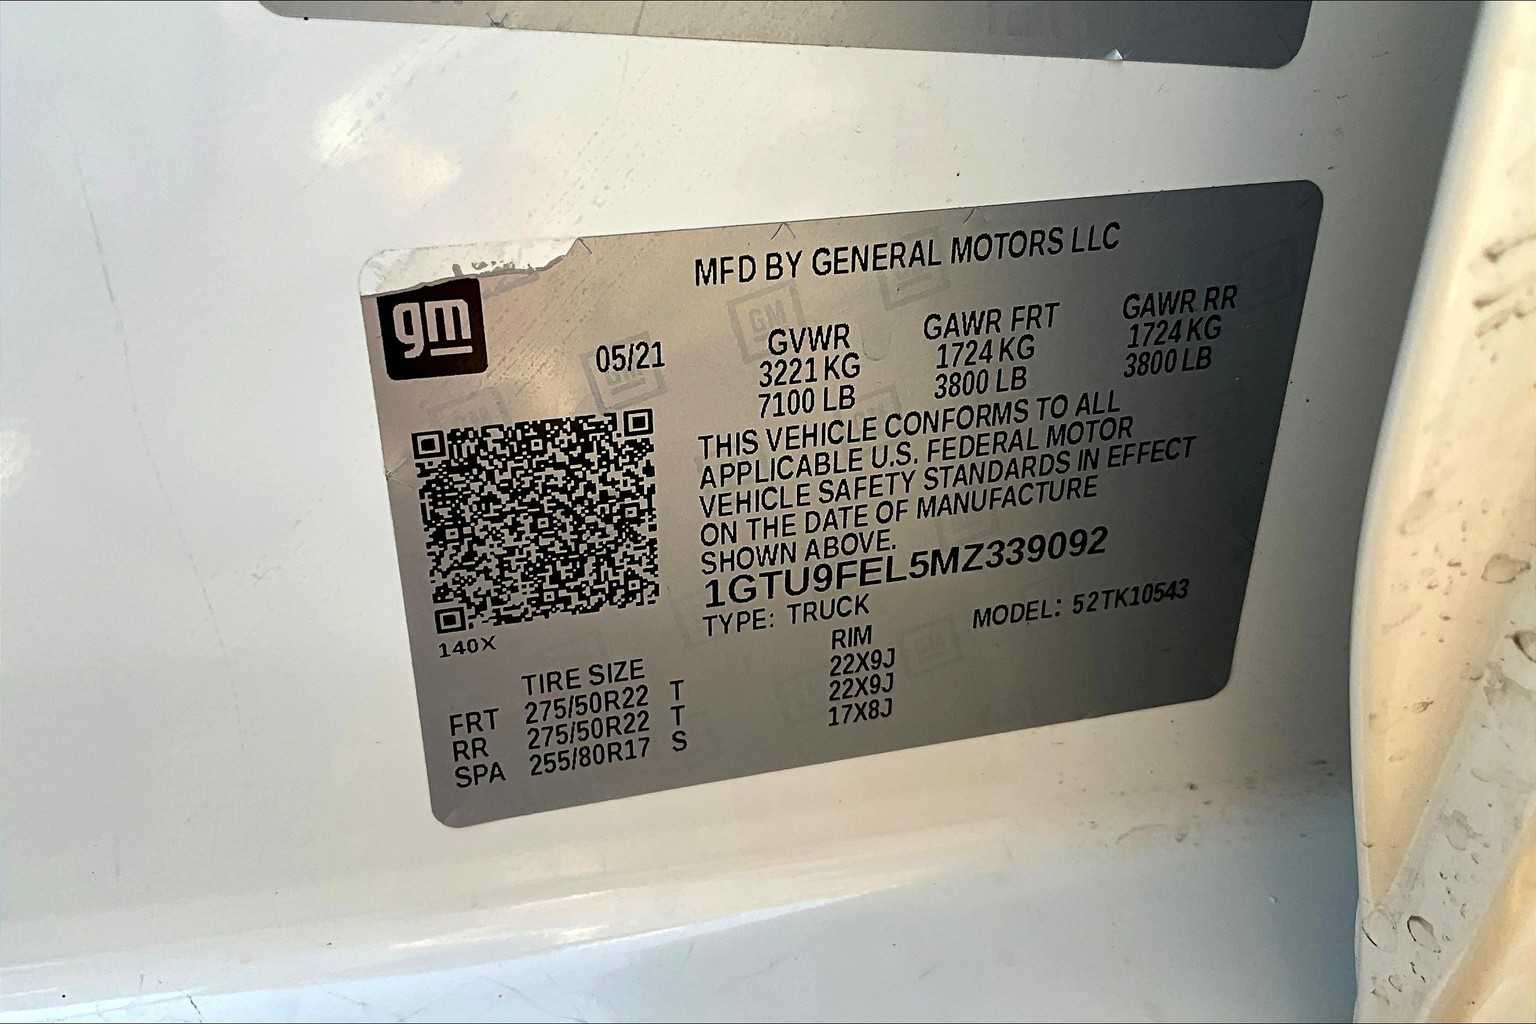 MFD BY GENERAL MOTORS LLC
gm
05/21
GVWR GAWR FRT GAWR RR
3221 KG 1724 KG 1724 KG
7100 LB 3800 LB 3800 LB
THIS VEHICLE CONFORMS TO ALL
APPLICABLE U.S. FEDERAL MOTOR
VEHICLE SAFETY STANDARDS IN EFFECT
ON THE DATE OF MANUFACTURE
SHOWN ABOVE.
1GTU9FEL5MZ339092
TYPE: TRUCK MODEL: 52TK10543
140X
TIRE SIZE RIM
FRT 275/50R22 T 22X9J
RR 275/50R22 T 22X9J
SPA 255/80R17 S 17X8J